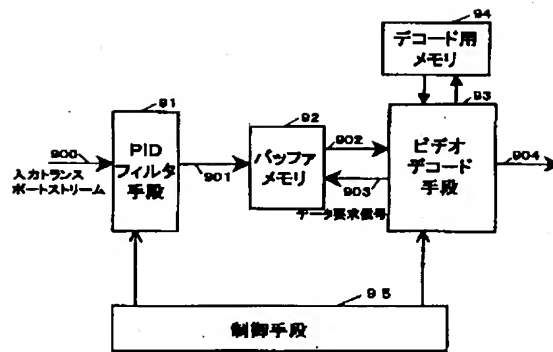 94
デコード用
メモリ
91
92
93
900
PID
フィルタ
手段
901
バッファ
メモリ
902
903
ビデオ
デコード
手段
904
入力トランス
ポートストリーム
データ要求信号
95
制御手段